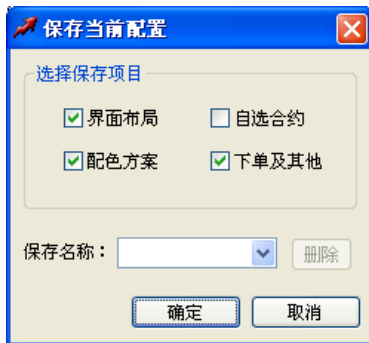 保存当前配置
选择保存项目
界面布局 自选合约
配色方案 下单及其他
保存名称： 删除
确定 取消